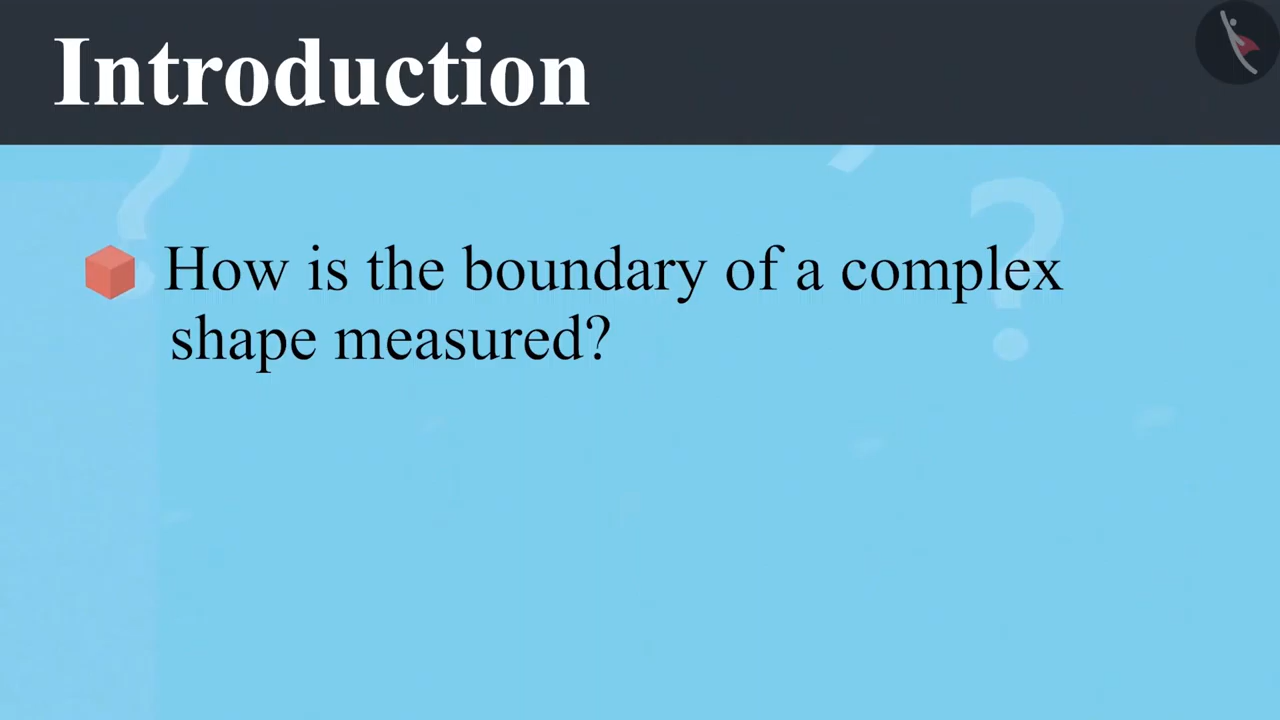 Introduction
How is the boundary of a complex
shape measured?